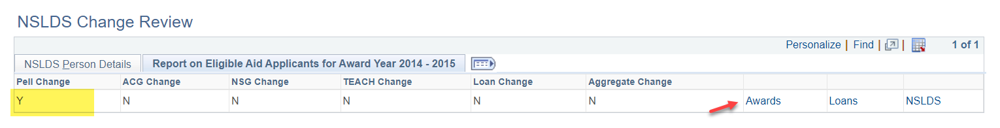 NSLDS Change Review
Personalize | Find | | 1 of 1
NSLDS Person Details Report on Eligible Aid Applicants for Award Year 2014 - 2015
Pell Change ACG Change NSG Change TEACH Change Loan Change Aggregate Change
Y N N N N N Awards Loans NSLDS